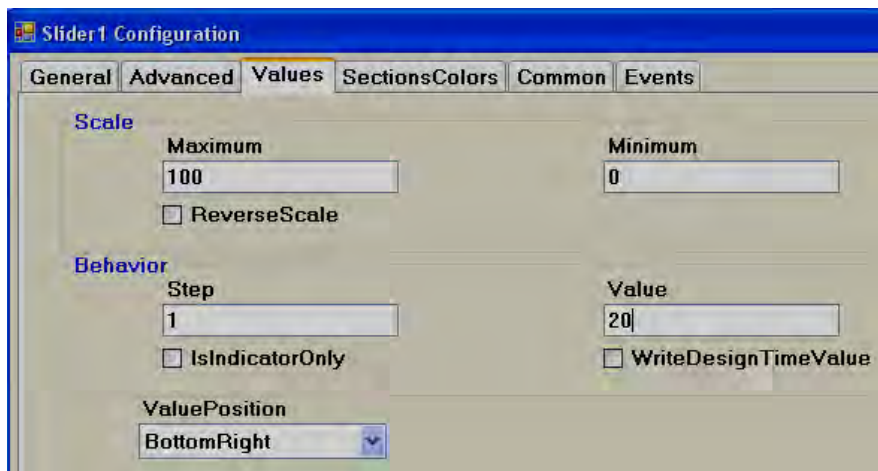 Slider1 Configuration
General Advanced Values SectionsColors Common Events
Scale
Maximum Minimum
100 0
ReverseScale
Behavior
Step Value
1 20
IsIndicatorOnly WriteDesignTimeValue
ValuePosition
BottomRight